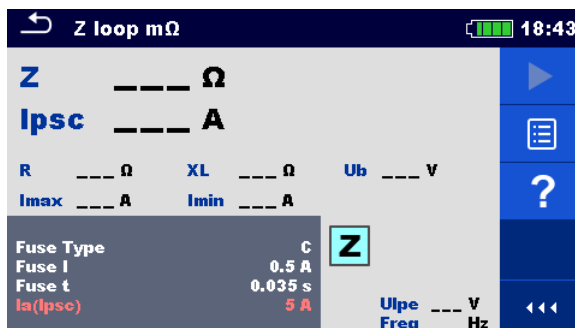 Z loop mΩ 18:43
Z ___ Ω
Ipsc ___ A
R ___ Ω XL ___ Ω Ub ___ V
Imax ___ A Imin ___ A
?
Fuse Type C
Z
Fuse I 0.5 A
Fuse t 0.035 s
Ia(Ipsc) 5 A
Ulpe ___ V
Freq Hz